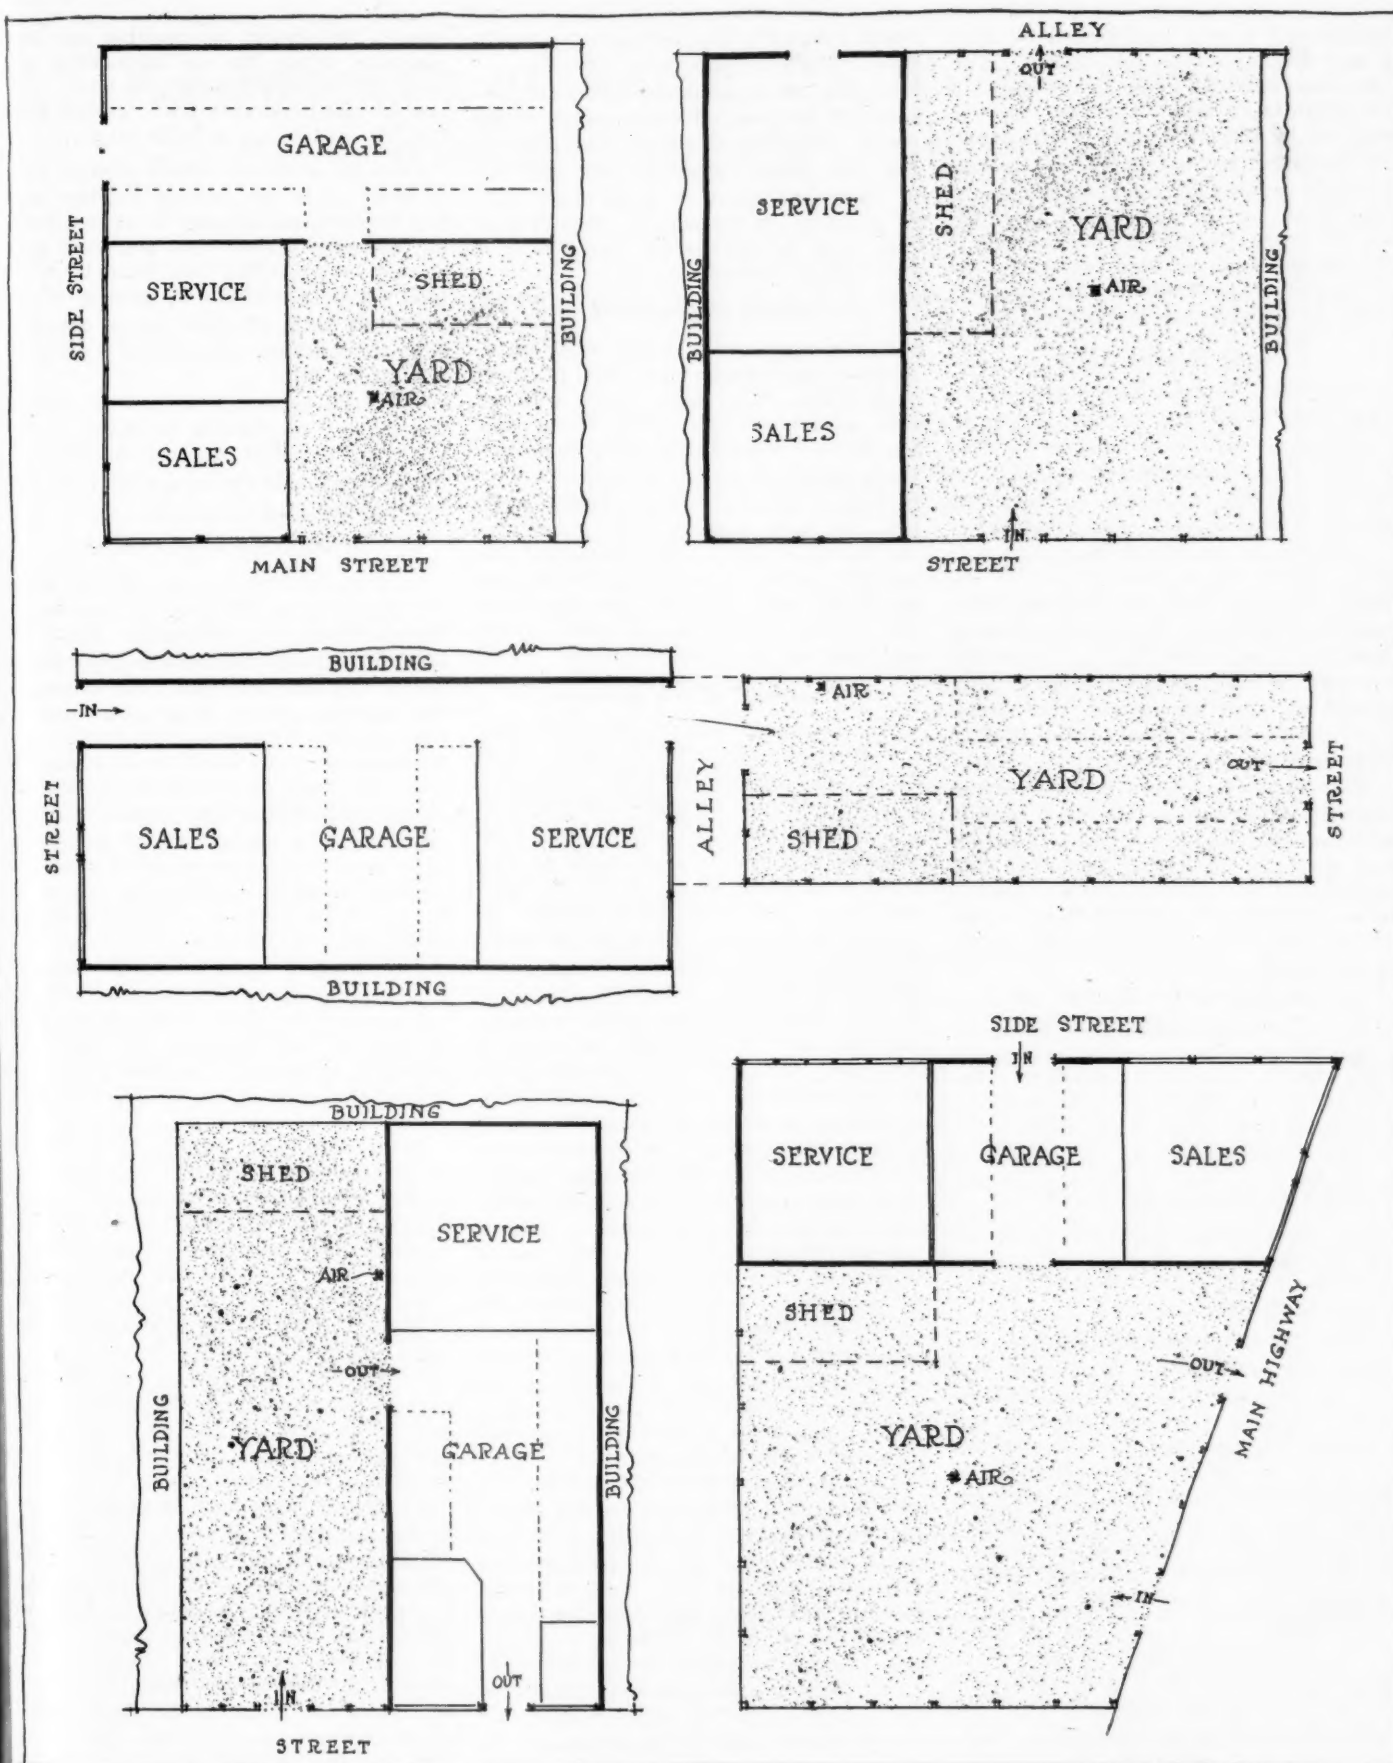 GARAGE
SIDE STREET
SERVICE
SHED
BUILDING
YARD
AIR
SALES
MAIN STREET
ALLEY
OUT
SERVICE
SHED
YARD
AIR
BUILDING
BUILDING
SALES
IN
STREET
BUILDING
IN
STREET
SALES
GARAGE
SERVICE
BUILDING
ALLEY
AIR
YARD
OUT
SHED
STREET
BUILDING
SHED
SERVICE
AIR
OUT
BUILDING
YARD
GARAGE
BUILDING
IN
OUT
STREET
SIDE STREET
IN
SERVICE
GARAGE
SALES
SHED
OUT
MAIN HIGHWAY
YARD
AIR
IN